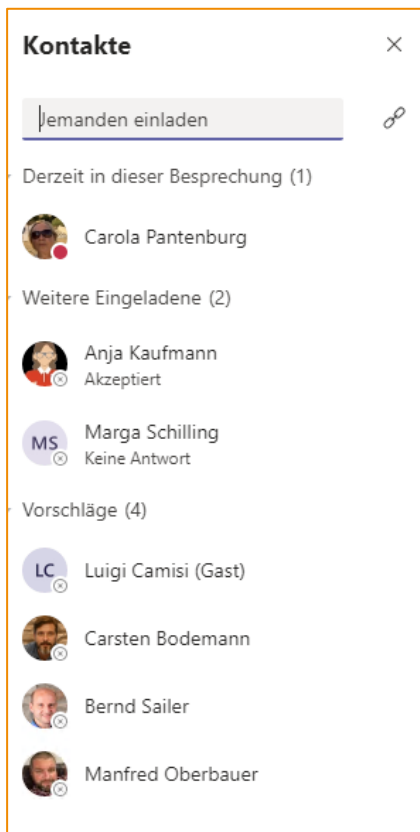 Kontakte
Jemanden einladen
Derzeit in dieser Besprechung (1)
Carola Pantenburg
Weitere Eingeladene (2)
Anja Kaufmann
Akzeptiert
MS
Marga Schilling
Keine Antwort
Vorschläge (4)
LC
Luigi Camisi (Gast)
Carsten Bodemann
Bernd Sailer
Manfred Oberbauer